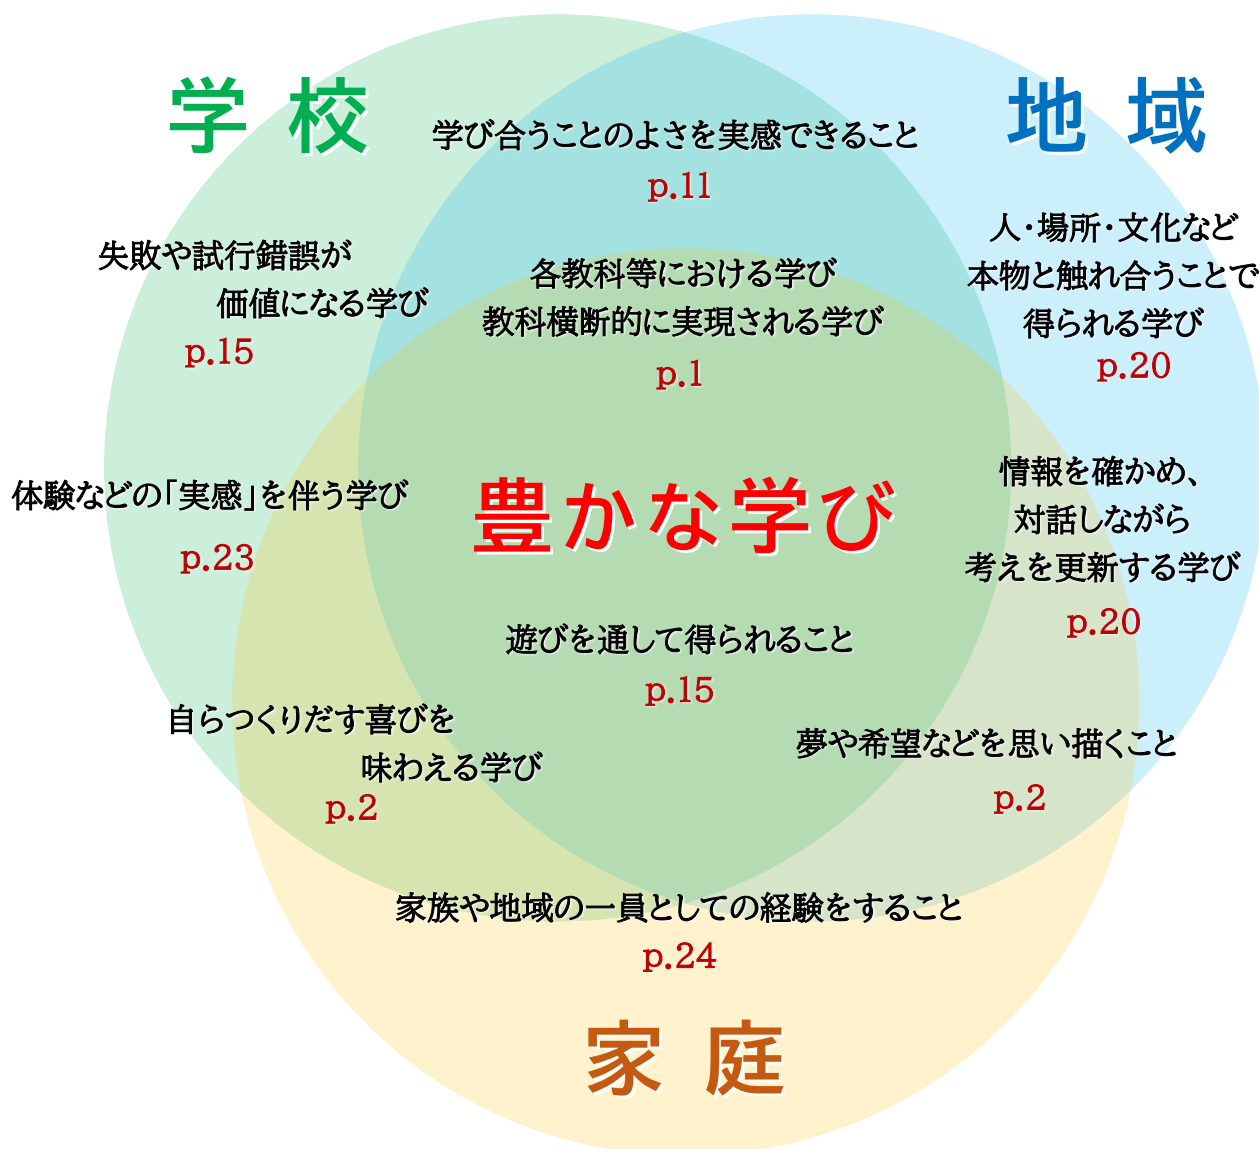 学校
地域
学び合うことのよさを実感できること
p.11
失敗や試行錯誤が
価値になる学び
p.15
人・場所・文化など
本物と触れ合うことで
得られる学び
p.20
各教科等における学び
教科横断的に実現される学び
p.1
体験などの「実感」を伴う学び
p.23
豊かな学び
情報を確かめ、
対話しながら
考えを更新する学び
p.20
遊びを通して得られること
p.15
自らつくりだす喜びを
味わえる学び
p.2
夢や希望などを思い描くこと
p.2
家族や地域の一員としての経験をすること
p.24
家庭